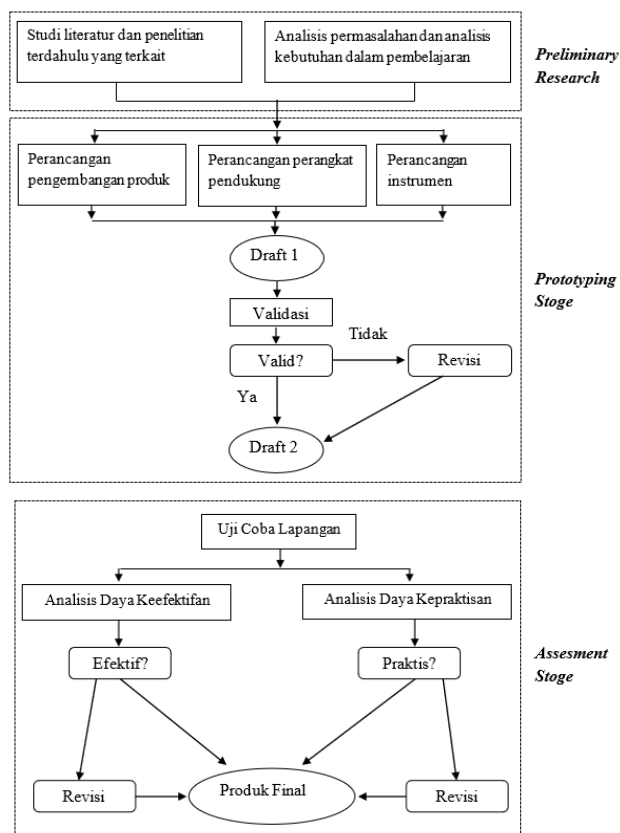 Studi literatur dan penelitian
terdahulu yang terkait
Analisis permasalahan dan analisis
kebutuhan dalam pembelajaran
Preliminary
Research
Perancangan
pengembangan produk
Perancangan perangkat
pendukung
Perancangan
instrumen
Draft 1
Prototyping
Stoge
Validasi
Tidak
Valid?
Revisi
Ya
Draft 2
Uji Coba Lapangan
Analisis Daya Keefektifan
Analisis Daya Kepraktisan
Efektif?
Praktis?
Assesment
Stoge
Revisi
Produk Final
Revisi